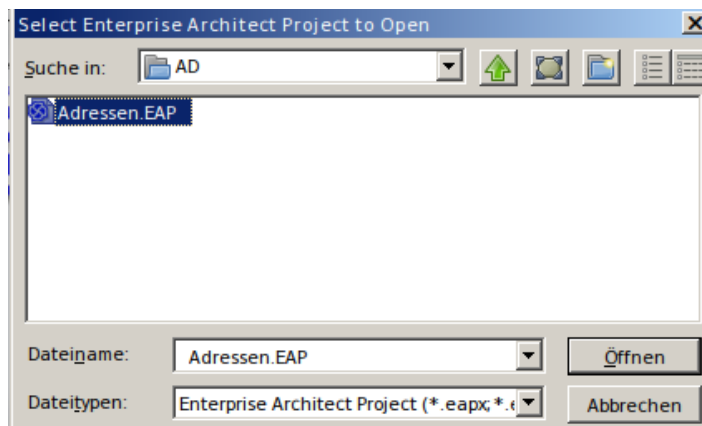 Select Enterprise Architect Project to Open
Suche in: AD
Adressen.EAP
Dateiname: Adressen.EAP Öffnen
Dateitypen: Enterprise Architect Project (*.eapx;*.e Abbrechen